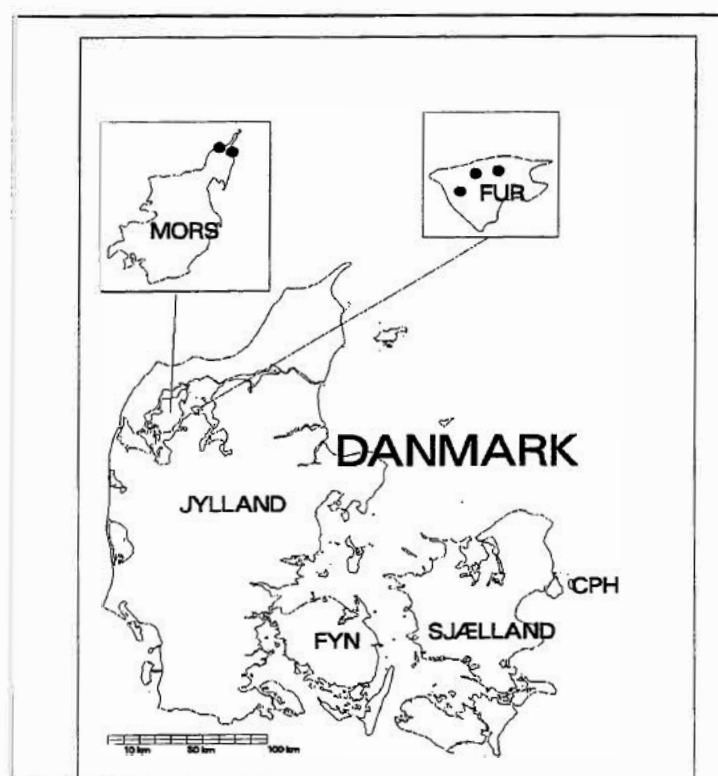 MORS
FUR
DANMARK
JYLLAND
CPH
FYN
SJÆLLAND
10 km 50 km 100 km